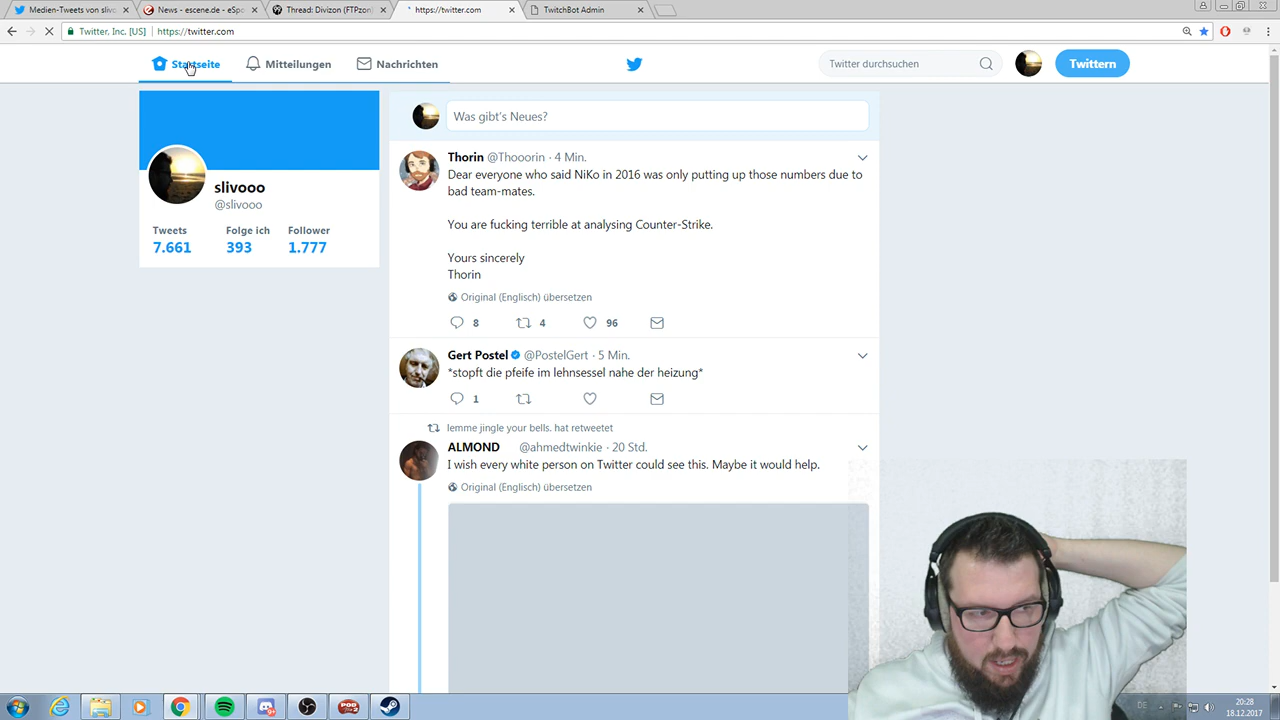 Medien-Tweets von slivo
News - escene.de - eSpo
Thread: Divizon (FTPzon
https://twitter.com
TwitchBot Admin
Twitter, Inc. [US] https://twitter.com
Startseite
Mitteilungen
Nachrichten
Twitter durchsuchen
Twittern
slivooo
@slivooo
Tweets Folge ich Follower
7.661 393 1.777
Was gibt's Neues?
Thorin @Thooorin · 4 Min.
Dear everyone who said NiKo in 2016 was only putting up those numbers due to
bad team-mates.
You are fucking terrible at analysing Counter-Strike.
Yours sincerely
Thorin
Original (Englisch) übersetzen
8 4 96
Gert Postel @PostelGert · 5 Min.
*stopft die pfeife im lehnsessel nahe der heizung*
1
lemme jingle your bells. hat retweetet
ALMOND @ahmedtwinkie · 20 Std.
I wish every white person on Twitter could see this. Maybe it would help.
Original (Englisch) übersetzen
DE
20:28
18.12.2017